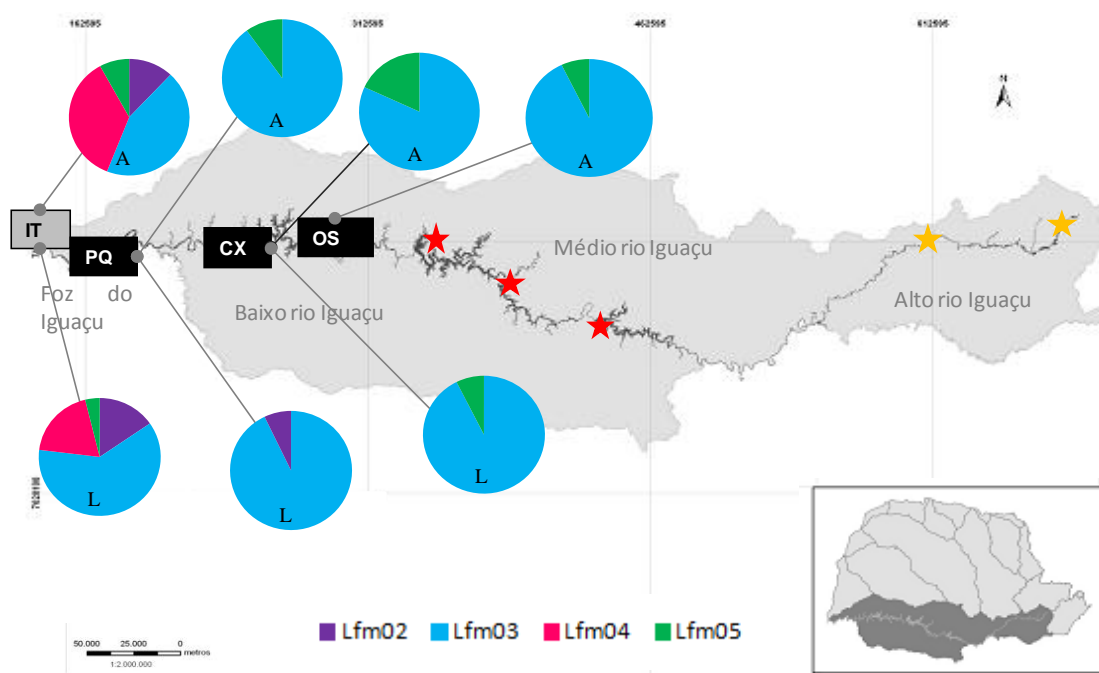 162595 312595 462595 612595
N
A A A A
IT
PQ CX OS
Médio rio Iguaçu
Foz do
Iguaçu
Baixo rio Iguaçu
Alto rio Iguaçu
L L L
Lfm02 Lfm03 Lfm04 Lfm05
50.000 25.000 0
metros
1:2.000.000